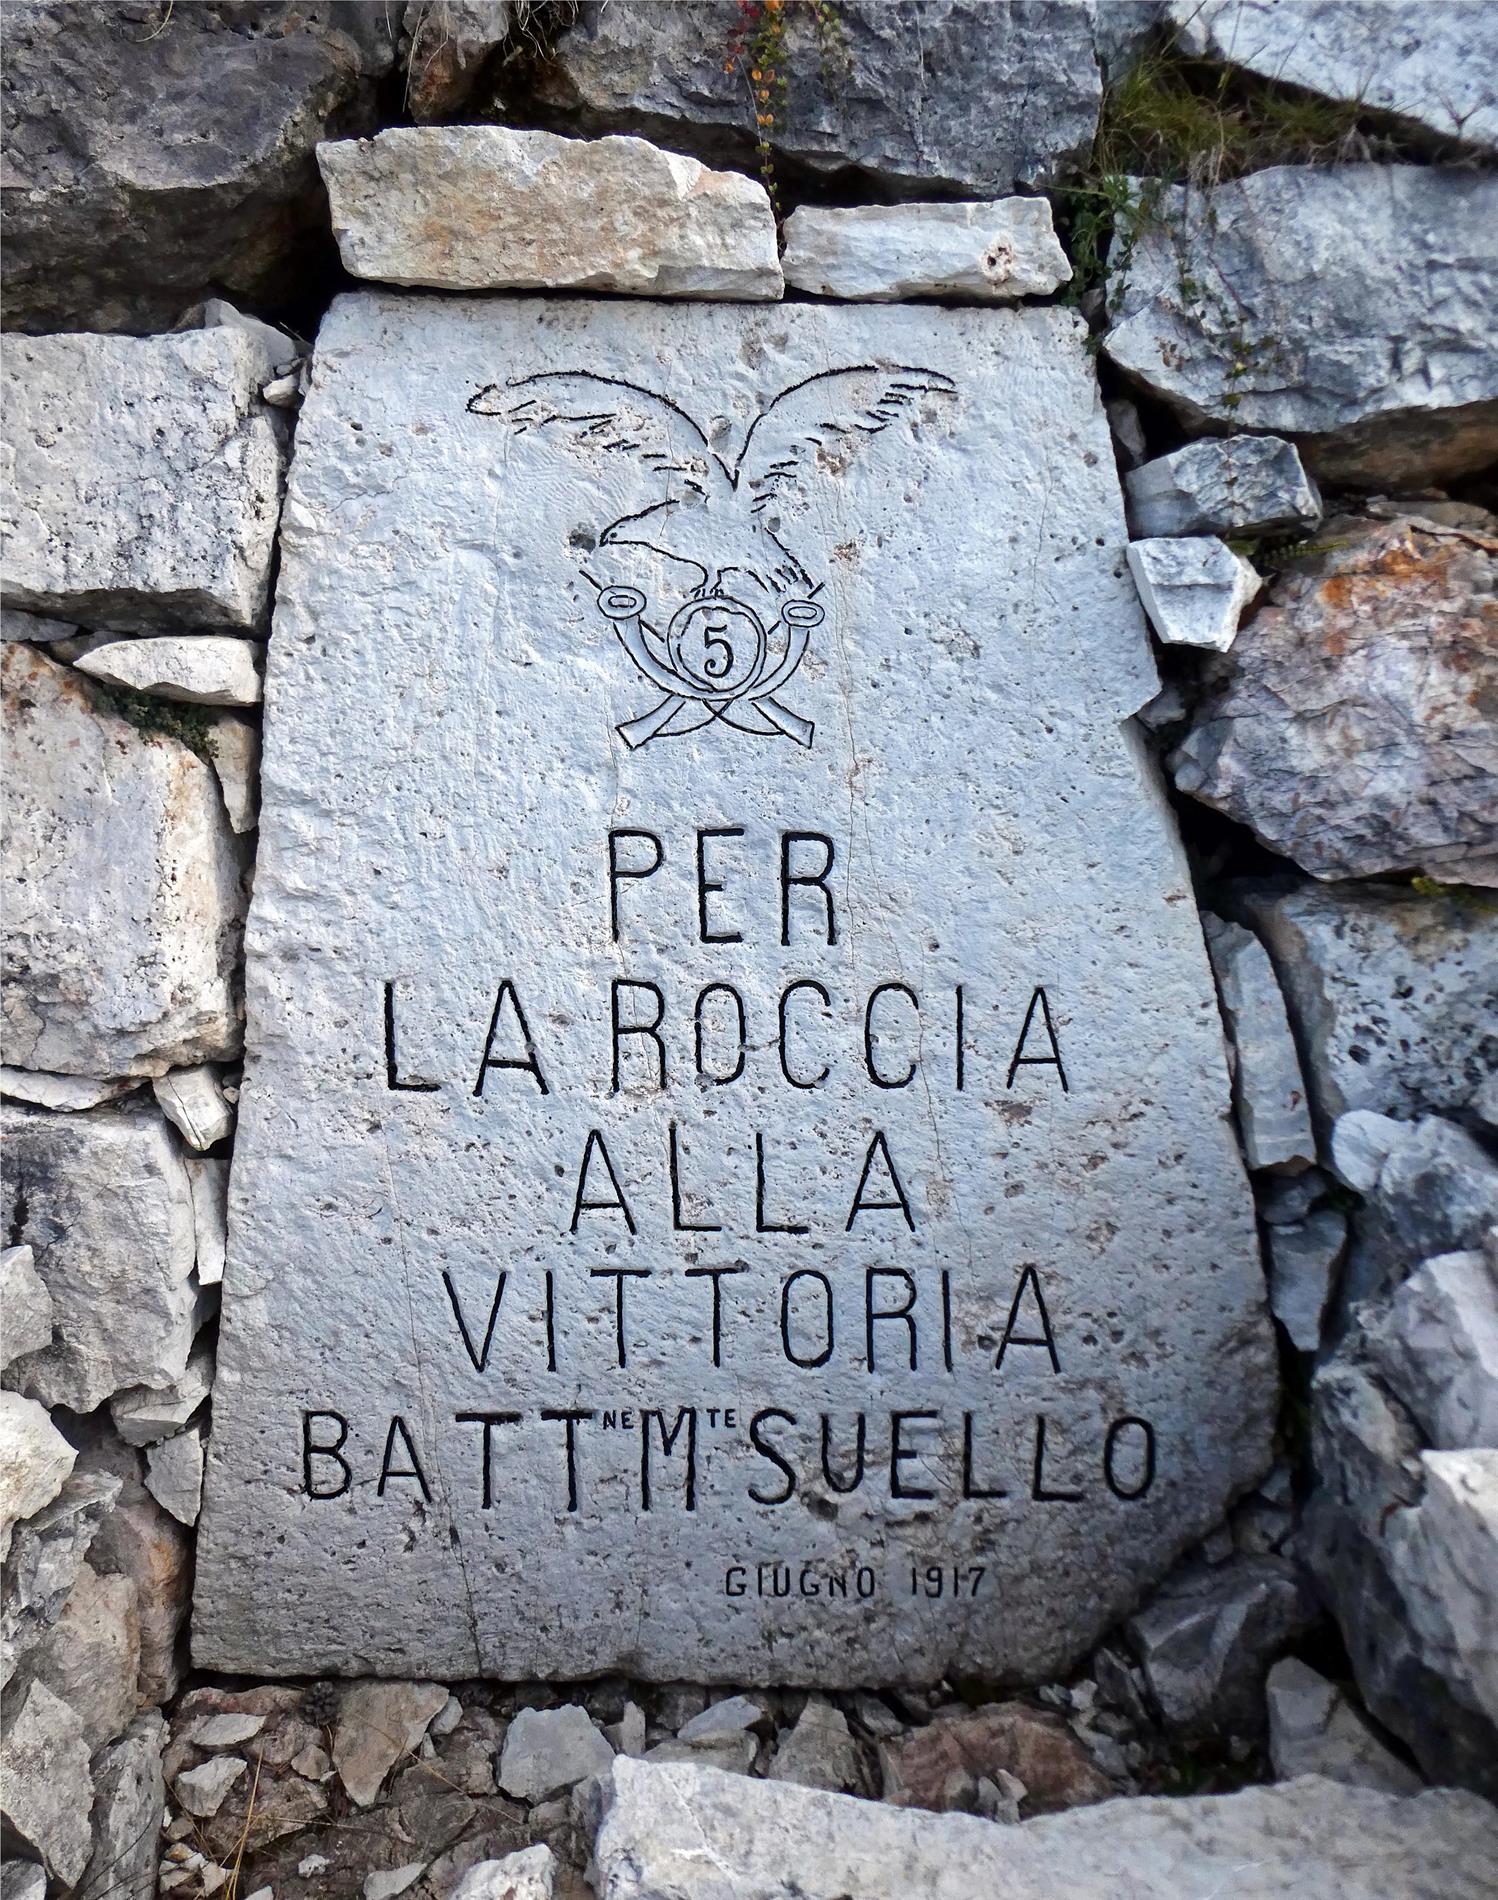 5
PER
LA ROCCIA
ALLA
VITTORIA
BATTNE MTE SUELLO
GIUGNO 1917